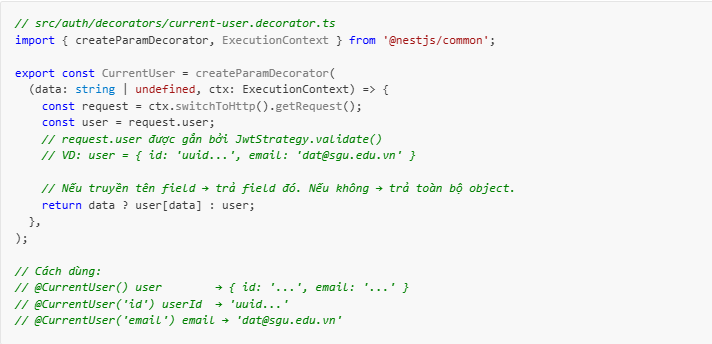 // src/auth/decorators/current-user.decorator.ts
import { createParamDecorator, ExecutionContext } from '@nestjs/common';

export const CurrentUser = createParamDecorator(
  (data: string | undefined, ctx: ExecutionContext) => {
    const request = ctx.switchToHttp().getRequest();
    const user = request.user;
    // request.user được gắn bởi JwtStrategy.validate()
    // VD: user = { id: 'uuid...', email: 'dat@sgu.edu.vn' }

    // Nếu truyền tên field → trả field đó. Nếu không → trả toàn bộ object.
    return data ? user[data] : user;
  },
);

// Cách dùng:
// @CurrentUser() user        → { id: '...', email: '...' }
// @CurrentUser('id') userId  → 'uuid...'
// @CurrentUser('email') email → 'dat@sgu.edu.vn'